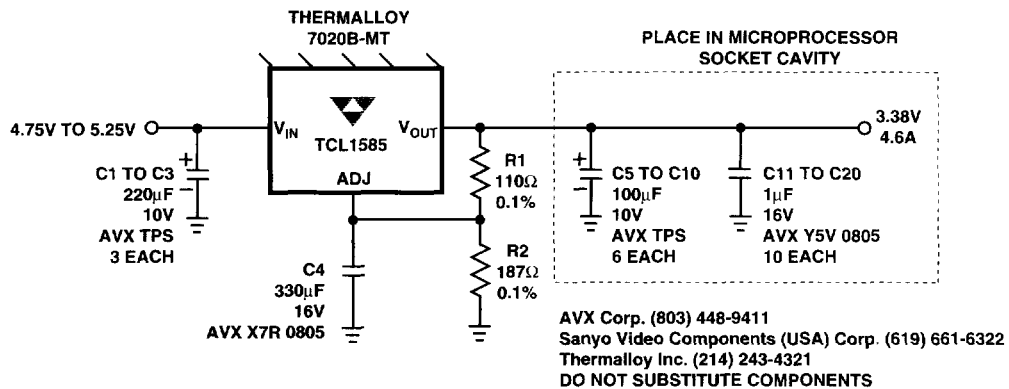 THERMALLOY
7020B-MT
PLACE IN MICROPROCESSOR
SOCKET CAVITY
4.75V TO 5.25V
VIN
TCL1585
VOUT
ADJ
3.38V
4.6A
+
C1 TO C3
220µF
10V
AVX TPS
3 EACH
R1
110Ω
0.1%
+
C5 TO C10
100µF
10V
AVX TPS
6 EACH
C11 TO C20
1µF
16V
AVX Y5V 0805
10 EACH
C4
330µF
16V
AVX X7R 0805
R2
187Ω
0.1%
AVX Corp. (803) 448-9411
Sanyo Video Components (USA) Corp. (619) 661-6322
Thermalloy Inc. (214) 243-4321
DO NOT SUBSTITUTE COMPONENTS